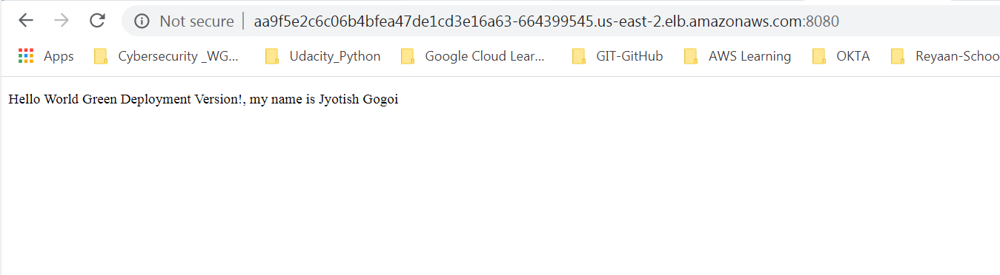 Not secure | aa9f5e2c6c06b4bfea47de1cd3e16a63-664399545.us-east-2.elb.amazonaws.com:8080
Apps Cybersecurity _WG... Udacity_Python Google Cloud Lear... GIT-GitHub AWS Learning OKTA Reyaan-Schoo
Hello World Green Deployment Version!, my name is Jyotish Gogoi